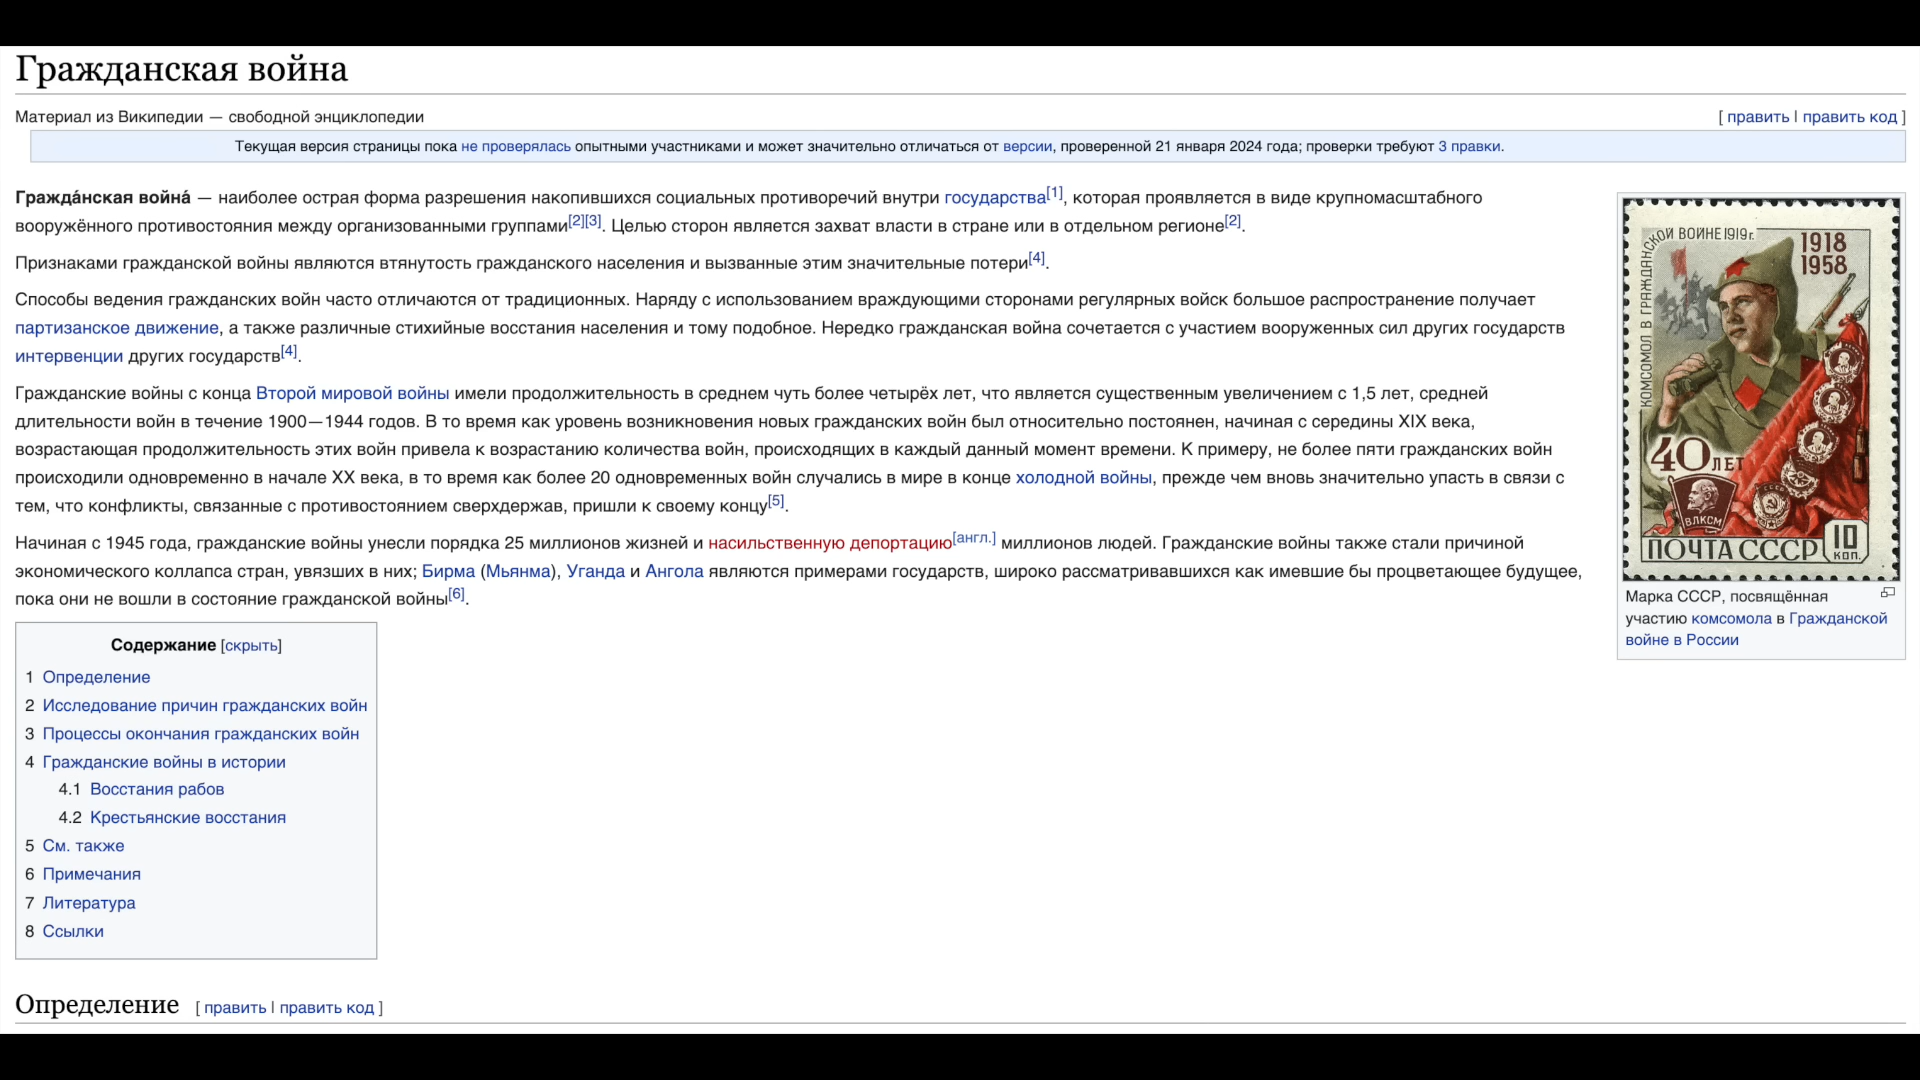 Гражданская война
Материал из Википедии — свободной энциклопедии
[ править | править код ]
Текущая версия страницы пока не проверялась опытными участниками и может значительно отличаться от версии, проверенной 21 января 2024 года; проверки требуют 3 правки.
Гражда́нская война́ — наиболее острая форма разрешения накопившихся социальных противоречий внутри государства[1], которая проявляется в виде крупномасштабного
вооружённого противостояния между организованными группами[2][3]. Целью сторон является захват власти в стране или в отдельном регионе[2].
Признаками гражданской войны являются втянутость гражданского населения и вызванные этим значительные потери[4].
Способы ведения гражданских войн часто отличаются от традиционных. Наряду с использованием враждующими сторонами регулярных войск большое распространение получает
партизанское движение, а также различные стихийные восстания населения и тому подобное. Нередко гражданская война сочетается с участием вооруженных сил других государств
интервенции других государств[4].
Гражданские войны с конца Второй мировой войны имели продолжительность в среднем чуть более четырёх лет, что является существенным увеличением с 1,5 лет, средней
длительности войн в течение 1900—1944 годов. В то время как уровень возникновения новых гражданских войн был относительно постоянен, начиная с середины XIX века,
возрастающая продолжительность этих войн привела к возрастанию количества войн, происходящих в каждый данный момент времени. К примеру, не более пяти гражданских войн
происходили одновременно в начале XX века, в то время как более 20 одновременных войн случались в мире в конце холодной войны, прежде чем вновь значительно упасть в связи с
тем, что конфликты, связанные с противостоянием сверхдержав, пришли к своему концу[5].
Начиная с 1945 года, гражданские войны унесли порядка 25 миллионов жизней и насильственную депортацию[англ.] миллионов людей. Гражданские войны также стали причиной
экономического коллапса стран, увязших в них; Бирма (Мьянма), Уганда и Ангола являются примерами государств, широко рассматривавшихся как имевшие бы процветающее будущее,
пока они не вошли в состояние гражданской войны[6].
КОМСОМОЛ В ГРАЖДАНСКОЙ ВОЙНЕ 1919 г.
1918
1958
40 ЛЕТ
ВЛКСМ
ПОЧТА СССР
10
КОП.
Марка СССР, посвящённая
участию комсомола в Гражданской
войне в России
Содержание [скрыть]
1 Определение
2 Исследование причин гражданских войн
3 Процессы окончания гражданских войн
4 Гражданские войны в истории
4.1 Восстания рабов
4.2 Крестьянские восстания
5 См. также
6 Примечания
7 Литература
8 Ссылки
Определение [ править | править код ]